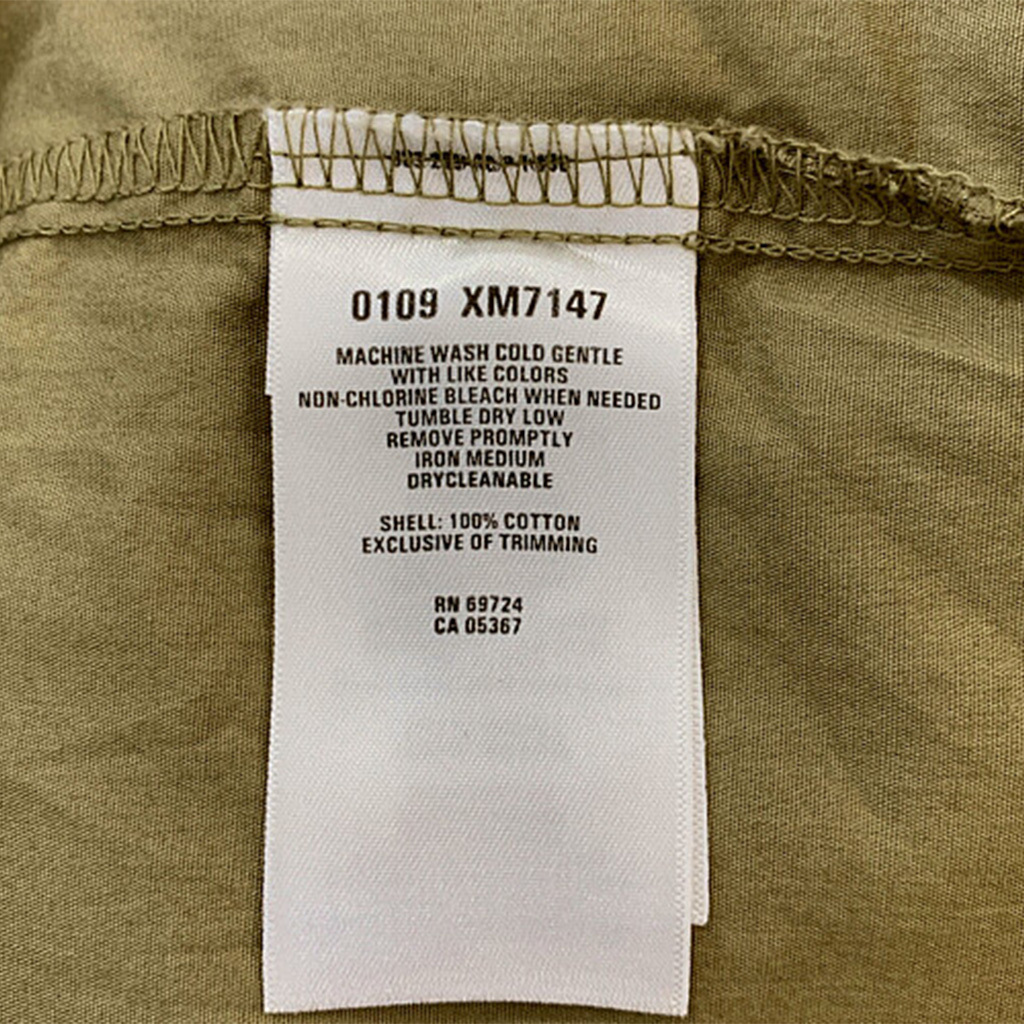 0109 XM7147
MACHINE WASH COLD GENTLE
WITH LIKE COLORS
NON-CHLORINE BLEACH WHEN NEEDED
TUMBLE DRY LOW
REMOVE PROMPTLY
IRON MEDIUM
DRYCLEANABLE
SHELL: 100% COTTON
EXCLUSIVE OF TRIMMING
RN 69724
CA 05367